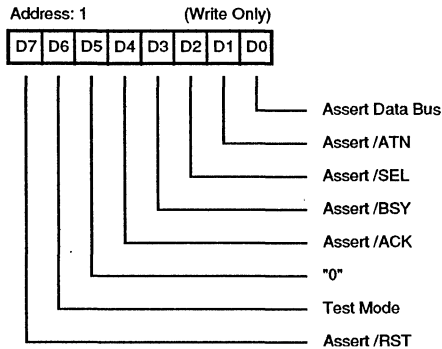 Address: 1 (Write Only)
D7 D6 D5 D4 D3 D2 D1 D0
Assert Data Bus
Assert /ATN
Assert /SEL
Assert /BSY
Assert /ACK
"0"
Test Mode
Assert /RST